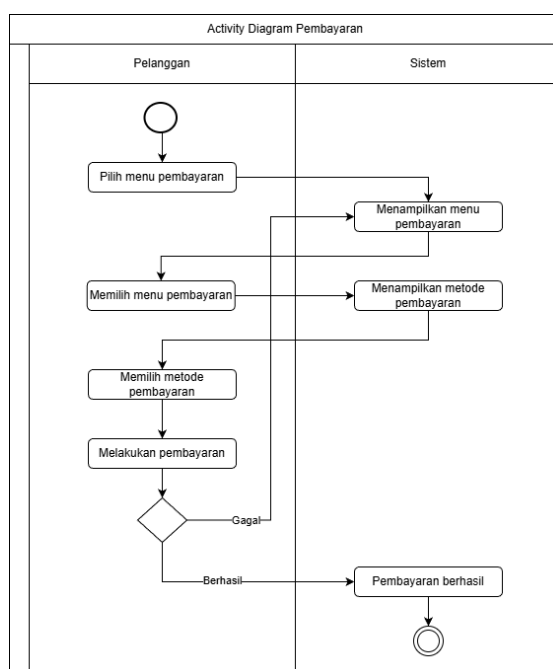 Activity Diagram Pembayaran
Pelanggan
Sistem
Pilih menu pembayaran
Menampilkan menu
pembayaran
Memilih menu pembayaran
Menampilkan metode
pembayaran
Memilih metode
pembayaran
Melakukan pembayaran
Gagal
Berhasil
Pembayaran berhasil